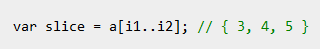 var slice = a[i1..i2]; // { 3, 4, 5 }